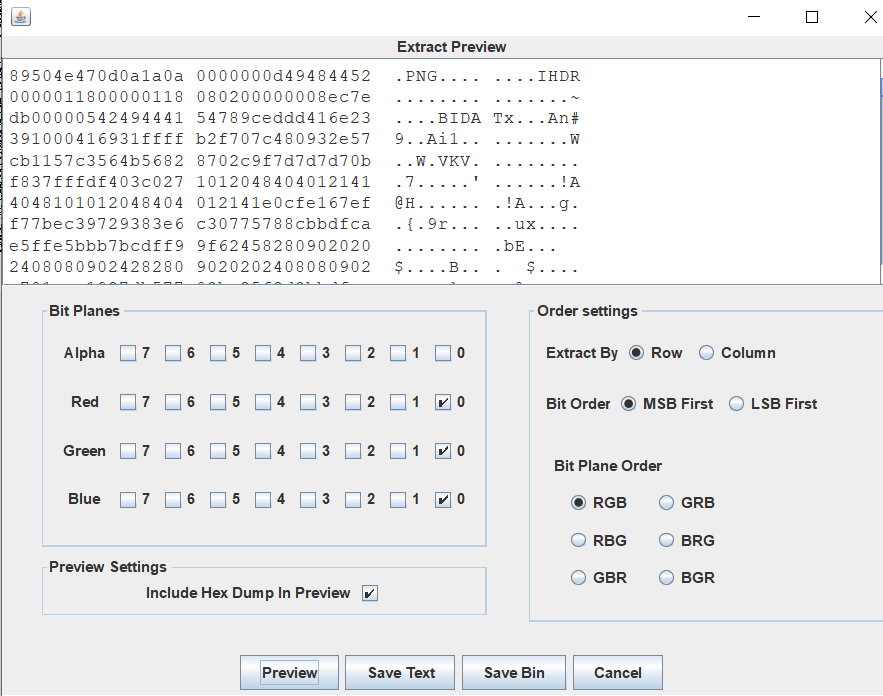 Extract Preview
89504e470d0a1a0a 0000000d49484452 .PNG.... ....IHDR
0000011800000118 080200000008ec7e ........ .......~
db00000542494441 54789ceddd416e23 ....BIDA Tx...An#
391000416931ffff b2f707c480932e57 9..Ai1.. .......W
cb1157c3564b5682 8702c9f7d7d7d70b ..W.VKV. ........
f837fffdf403c027 1012048404012141 .7.....' ......!A
4048101012048404 012141e0cfe167ef @H...... .!A...g.
f77bec39729383e6 c30775788cbbdfca .{.9r... ..ux....
e5ffe5bbb7bcdff9 9f62458280902020 ........ .bE...
2408080902428280 9020202408080902 $....B.. .  $....
Bit Planes
Alpha 7 6 5 4 3 2 1 0
Red 7 6 5 4 3 2 1 0
Green 7 6 5 4 3 2 1 0
Blue 7 6 5 4 3 2 1 0
Preview Settings
Include Hex Dump In Preview
Order settings
Extract By Row Column
Bit Order MSB First LSB First
Bit Plane Order
RGB GRB
RBG BRG
GBR BGR
Preview Save Text Save Bin Cancel